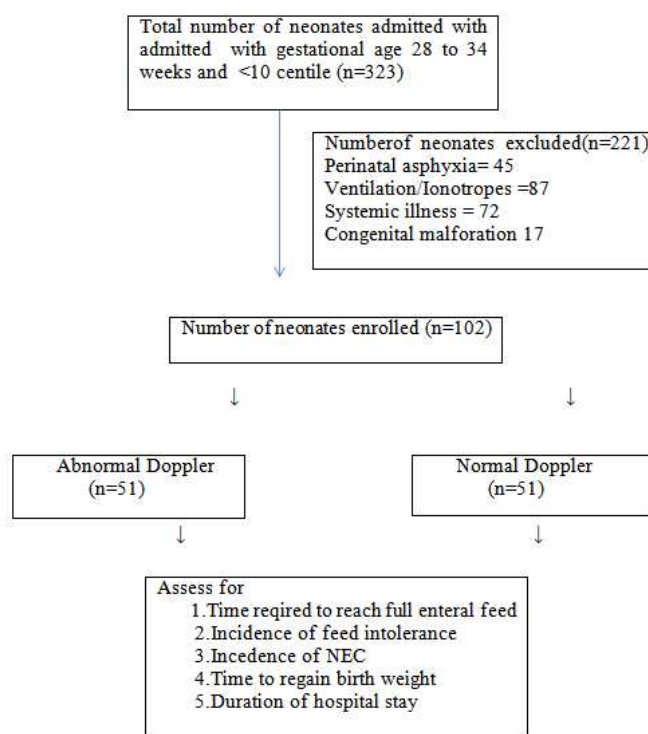 Total number of neonates admitted with
admitted with gestational age 28 to 34
weeks and <10 centile (n=323)
Numberof neonates excluded(n=221)
Perinatal asphyxia= 45
Ventilation/Ionotropes =87
Systemic illness = 72
Congenital malforation 17
Number of neonates enrolled (n=102)
Abnormal Doppler
(n=51)
Normal Doppler
(n=51)
Assess for
1.Time reqired to reach full enteral feed
2.Incidence of feed intolerance
3.Incedence of NEC
4.Time to regain birth weight
5.Duration of hospital stay